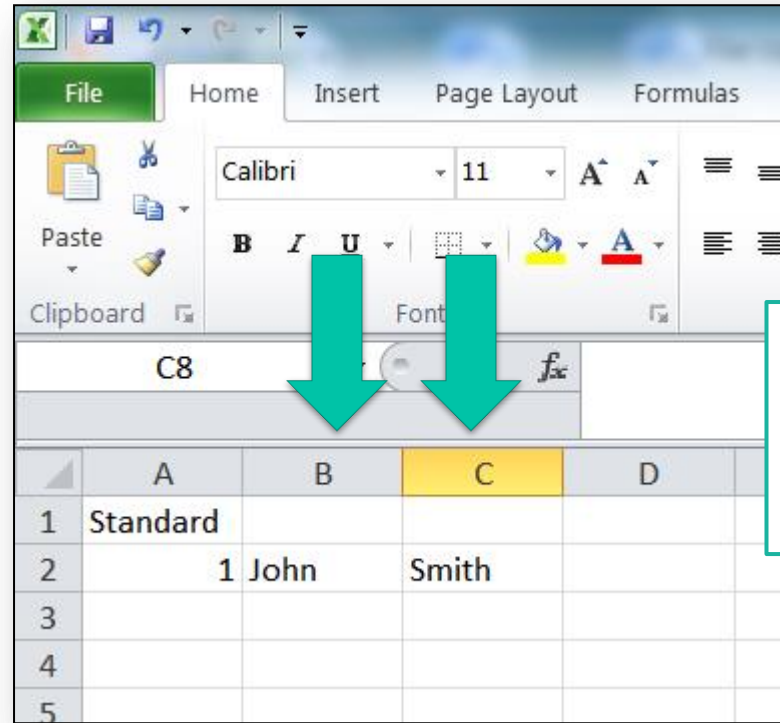 File Home Insert Page Layout Formulas
Calibri 11 A A
Paste B I U A
Clipboard Font
C8 fx
A B C D
1 Standard
2 1 John Smith
3
4
5